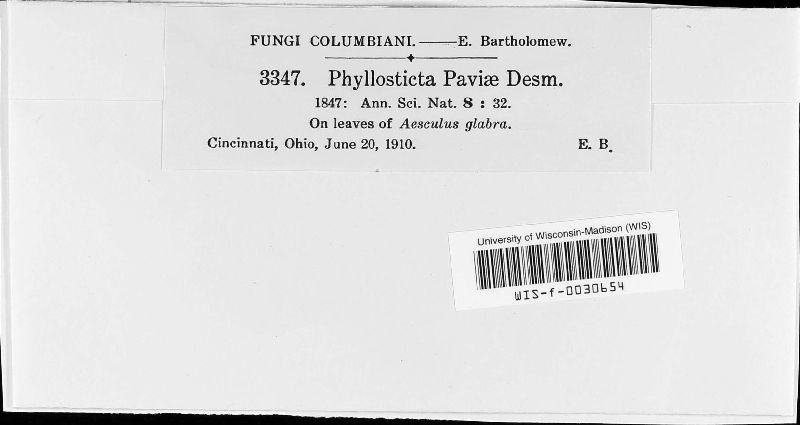 FUNGI COLUMBIANI.——E. Bartholomew.
3347. Phyllosticta Paviæ Desm.
1847: Ann. Sci. Nat. 8 : 32.
On leaves of Aesculus glabra.
Cincinnati, Ohio, June 20, 1910. E. B.
University of Wisconsin-Madison (WIS)
WIS-f-0030654